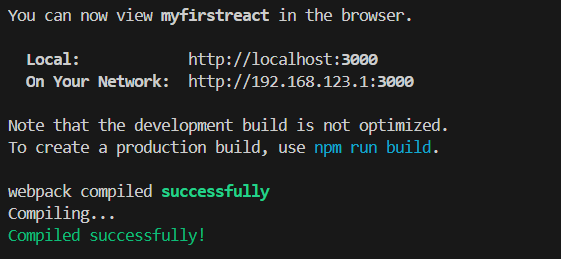 You can now view myfirstreact in the browser.
Local: http://localhost:3000
On Your Network: http://192.168.123.1:3000
Note that the development build is not optimized.
To create a production build, use npm run build.
webpack compiled successfully
Compiling...
Compiled successfully!